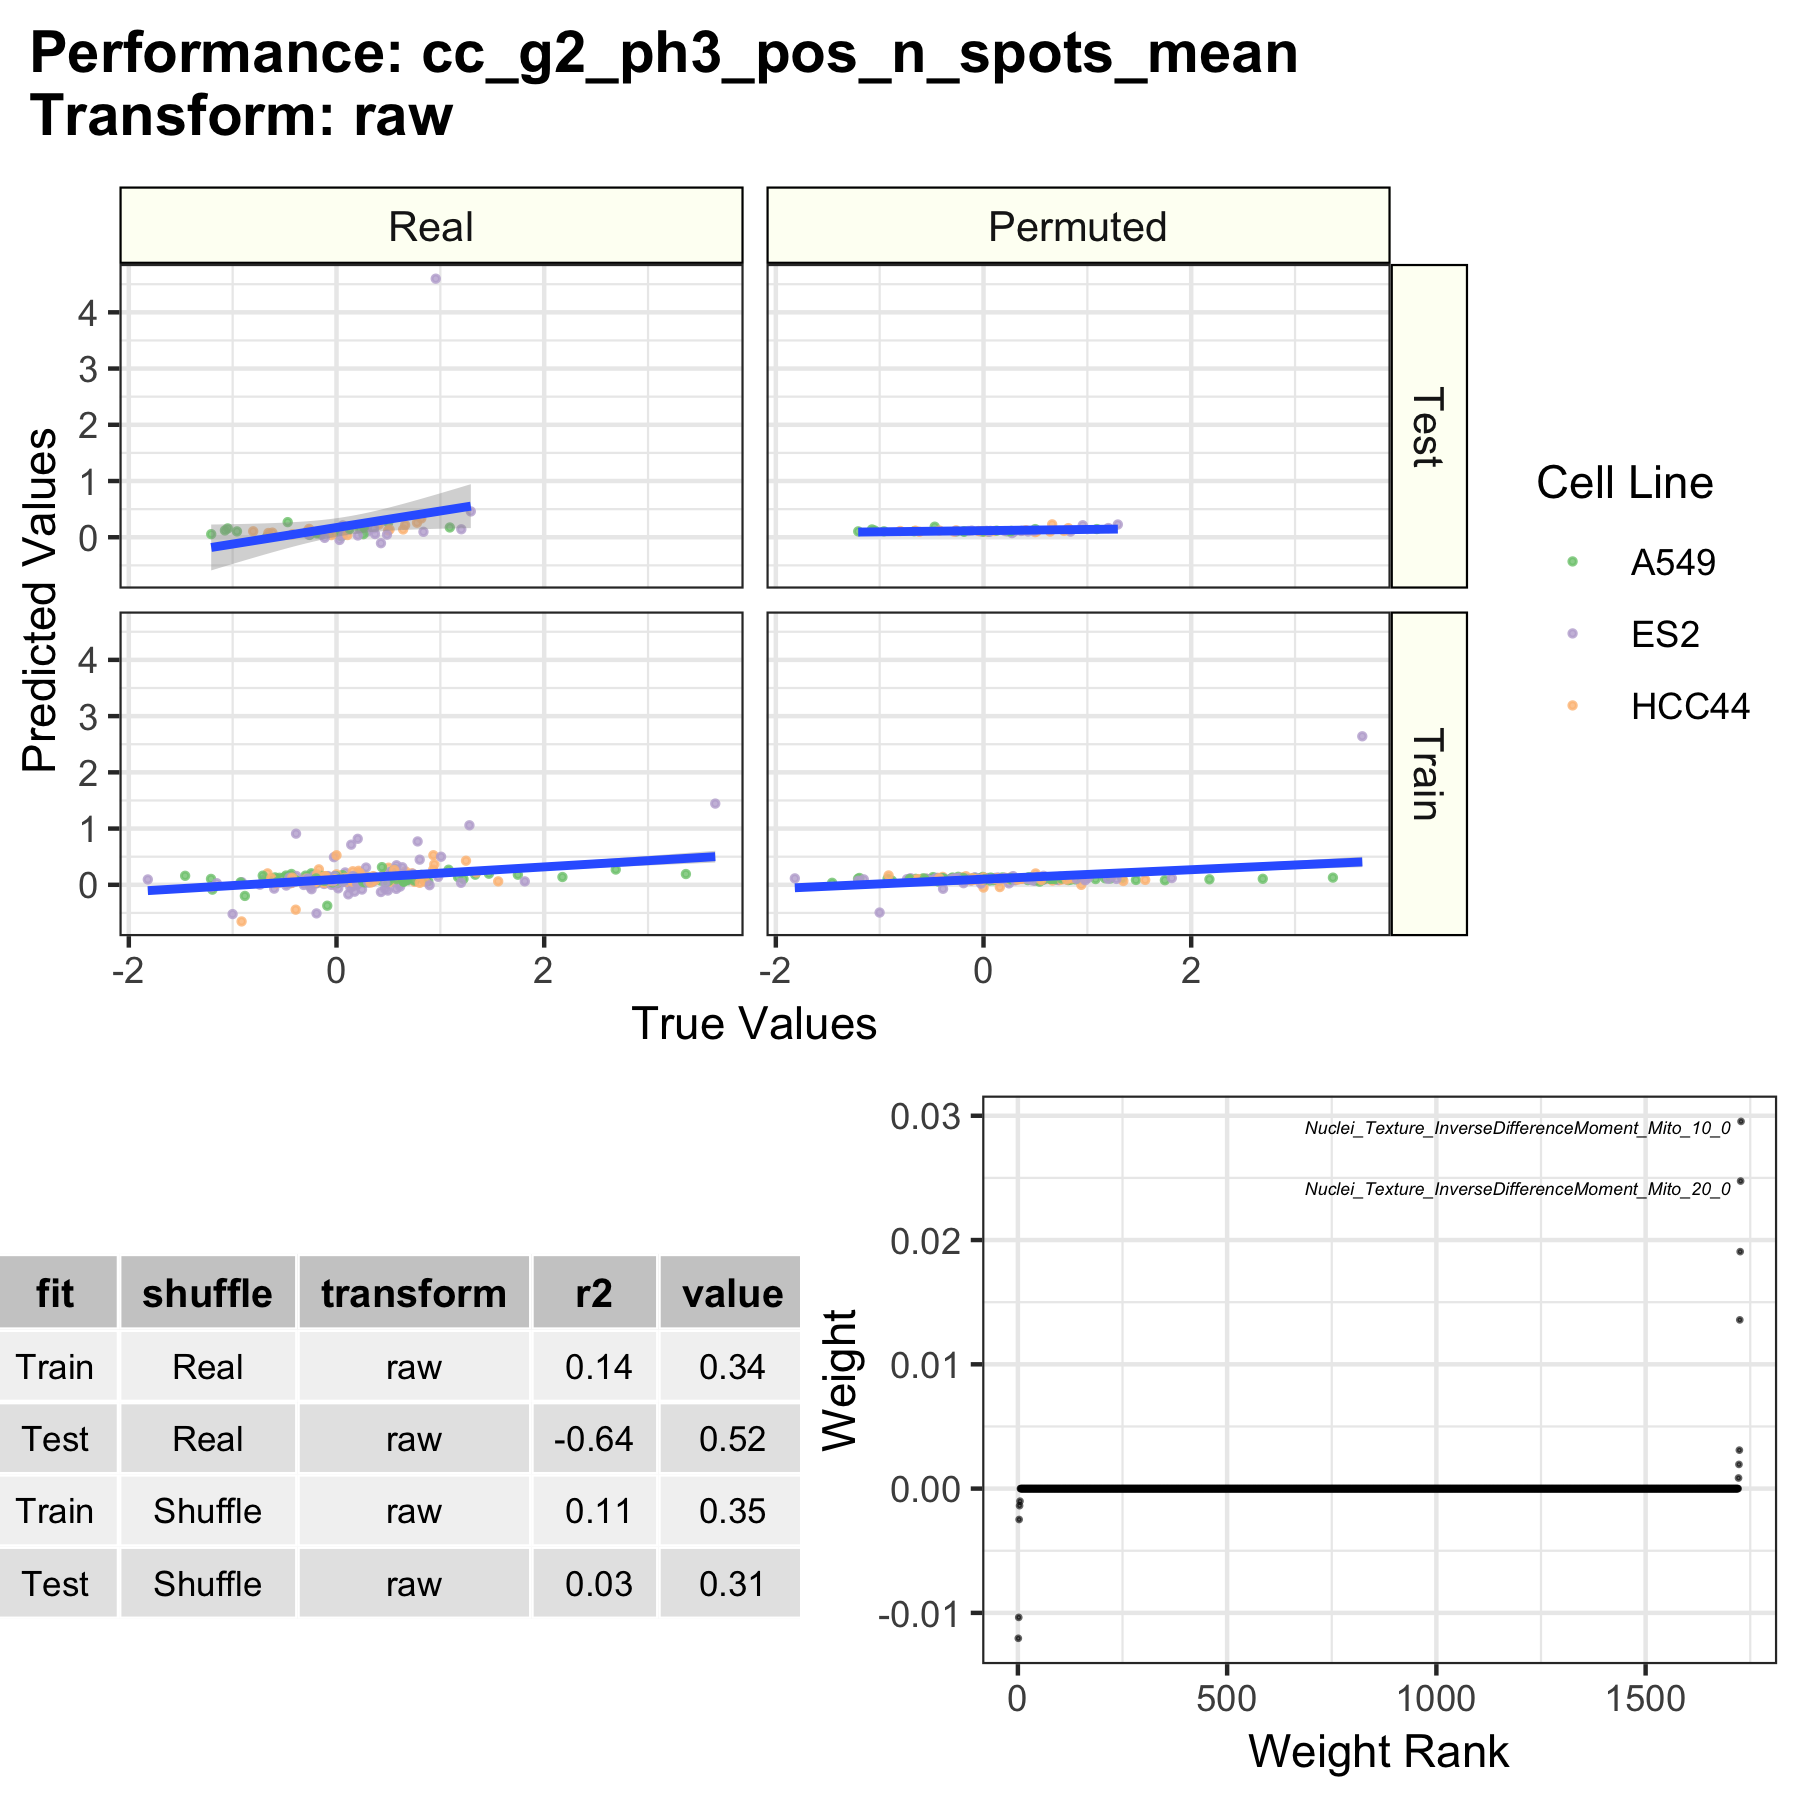 Performance: cc_g2_ph3_pos_n_spots_mean
Transform: raw
Real
Permuted
4
3
2
1
0
Test
4
3
2
1
0
Train
Predicted Values
-2
0
2
-2
0
2
True Values
Cell Line
A549
ES2
HCC44
fit shuffle transform r2 value
Train Real raw 0.14 0.34
Test Real raw -0.64 0.52
Train Shuffle raw 0.11 0.35
Test Shuffle raw 0.03 0.31
Weight
0.03
0.02
0.01
0.00
-0.01
Nuclei_Texture_InverseDifferenceMoment_Mito_10_0
Nuclei_Texture_InverseDifferenceMoment_Mito_20_0
0
500
1000
1500
Weight Rank